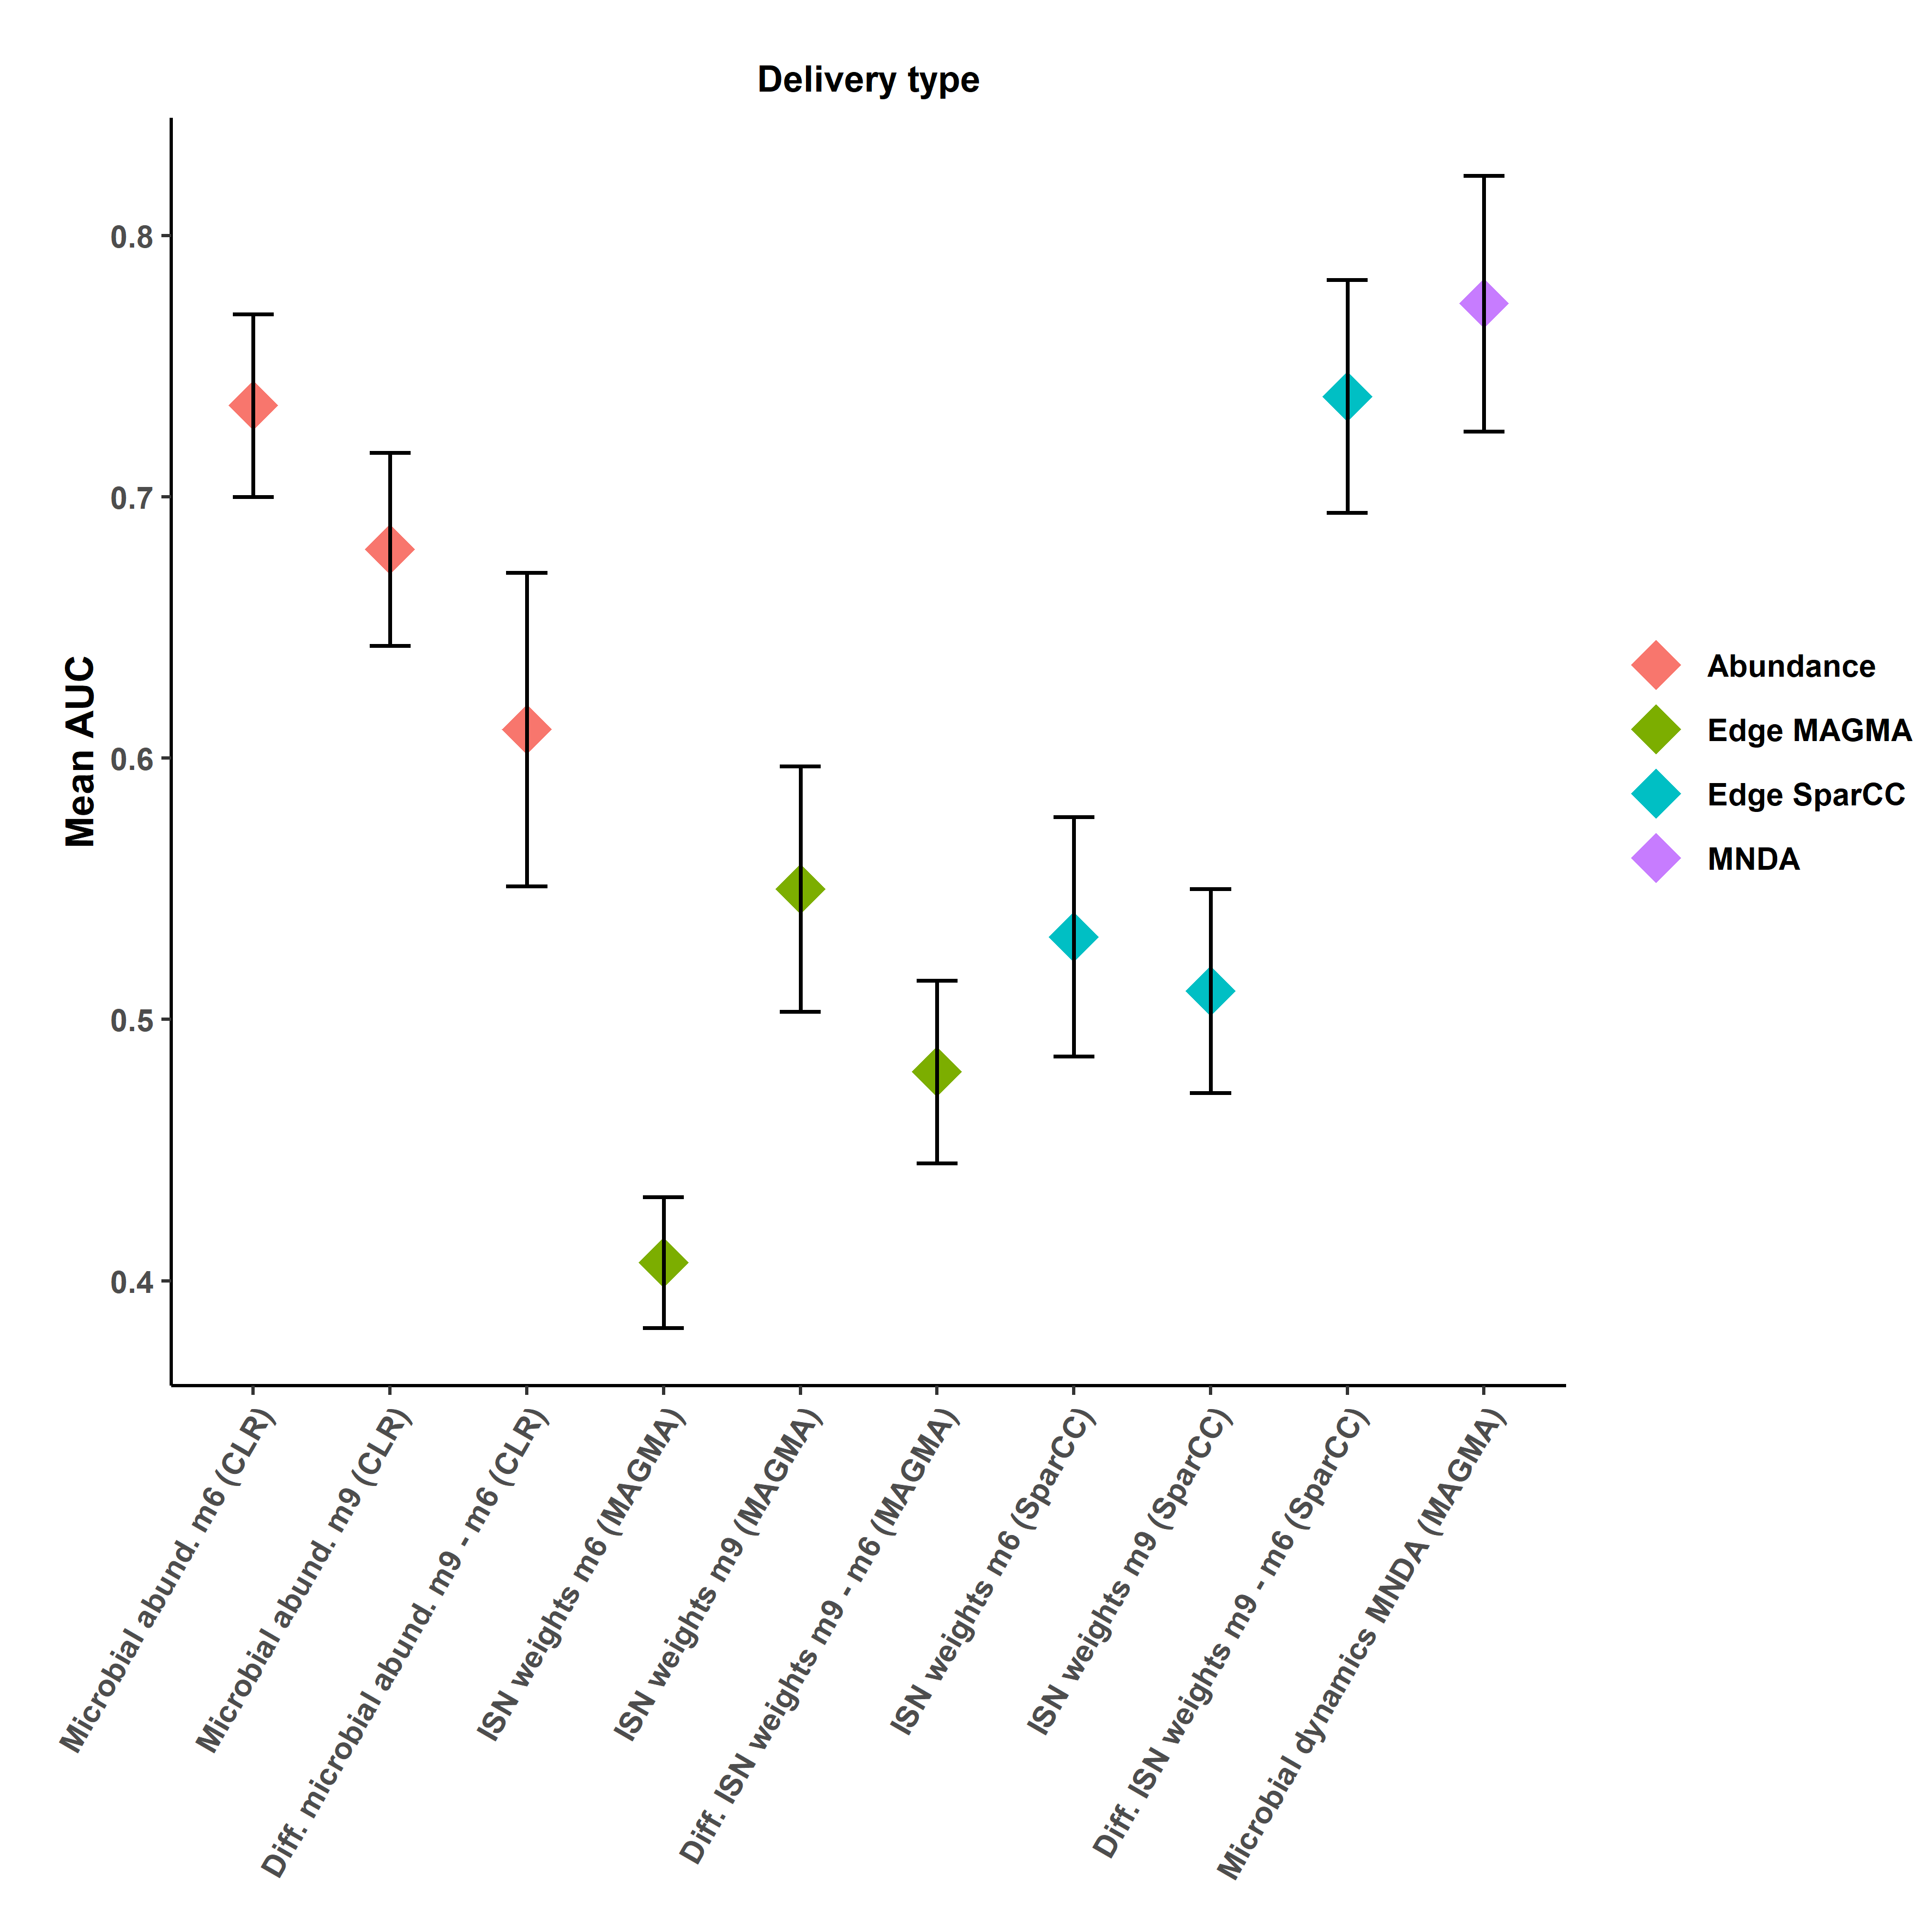 Delivery type
Mean AUC
0.8
0.7
0.6
0.5
0.4
Microbial abund. m6 (CLR)
Microbial abund. m9 (CLR)
Diff. microbial abund. m9 - m6 (CLR)
ISN weights m6 (MAGMA)
ISN weights m9 (MAGMA)
Diff. ISN weights m9 - m6 (MAGMA)
ISN weights m6 (SparCC)
ISN weights m9 (SparCC)
Diff. ISN weights m9 - m6 (SparCC)
Microbial dynamics MNDA (MAGMA)
Abundance
Edge MAGMA
Edge SparCC
MNDA